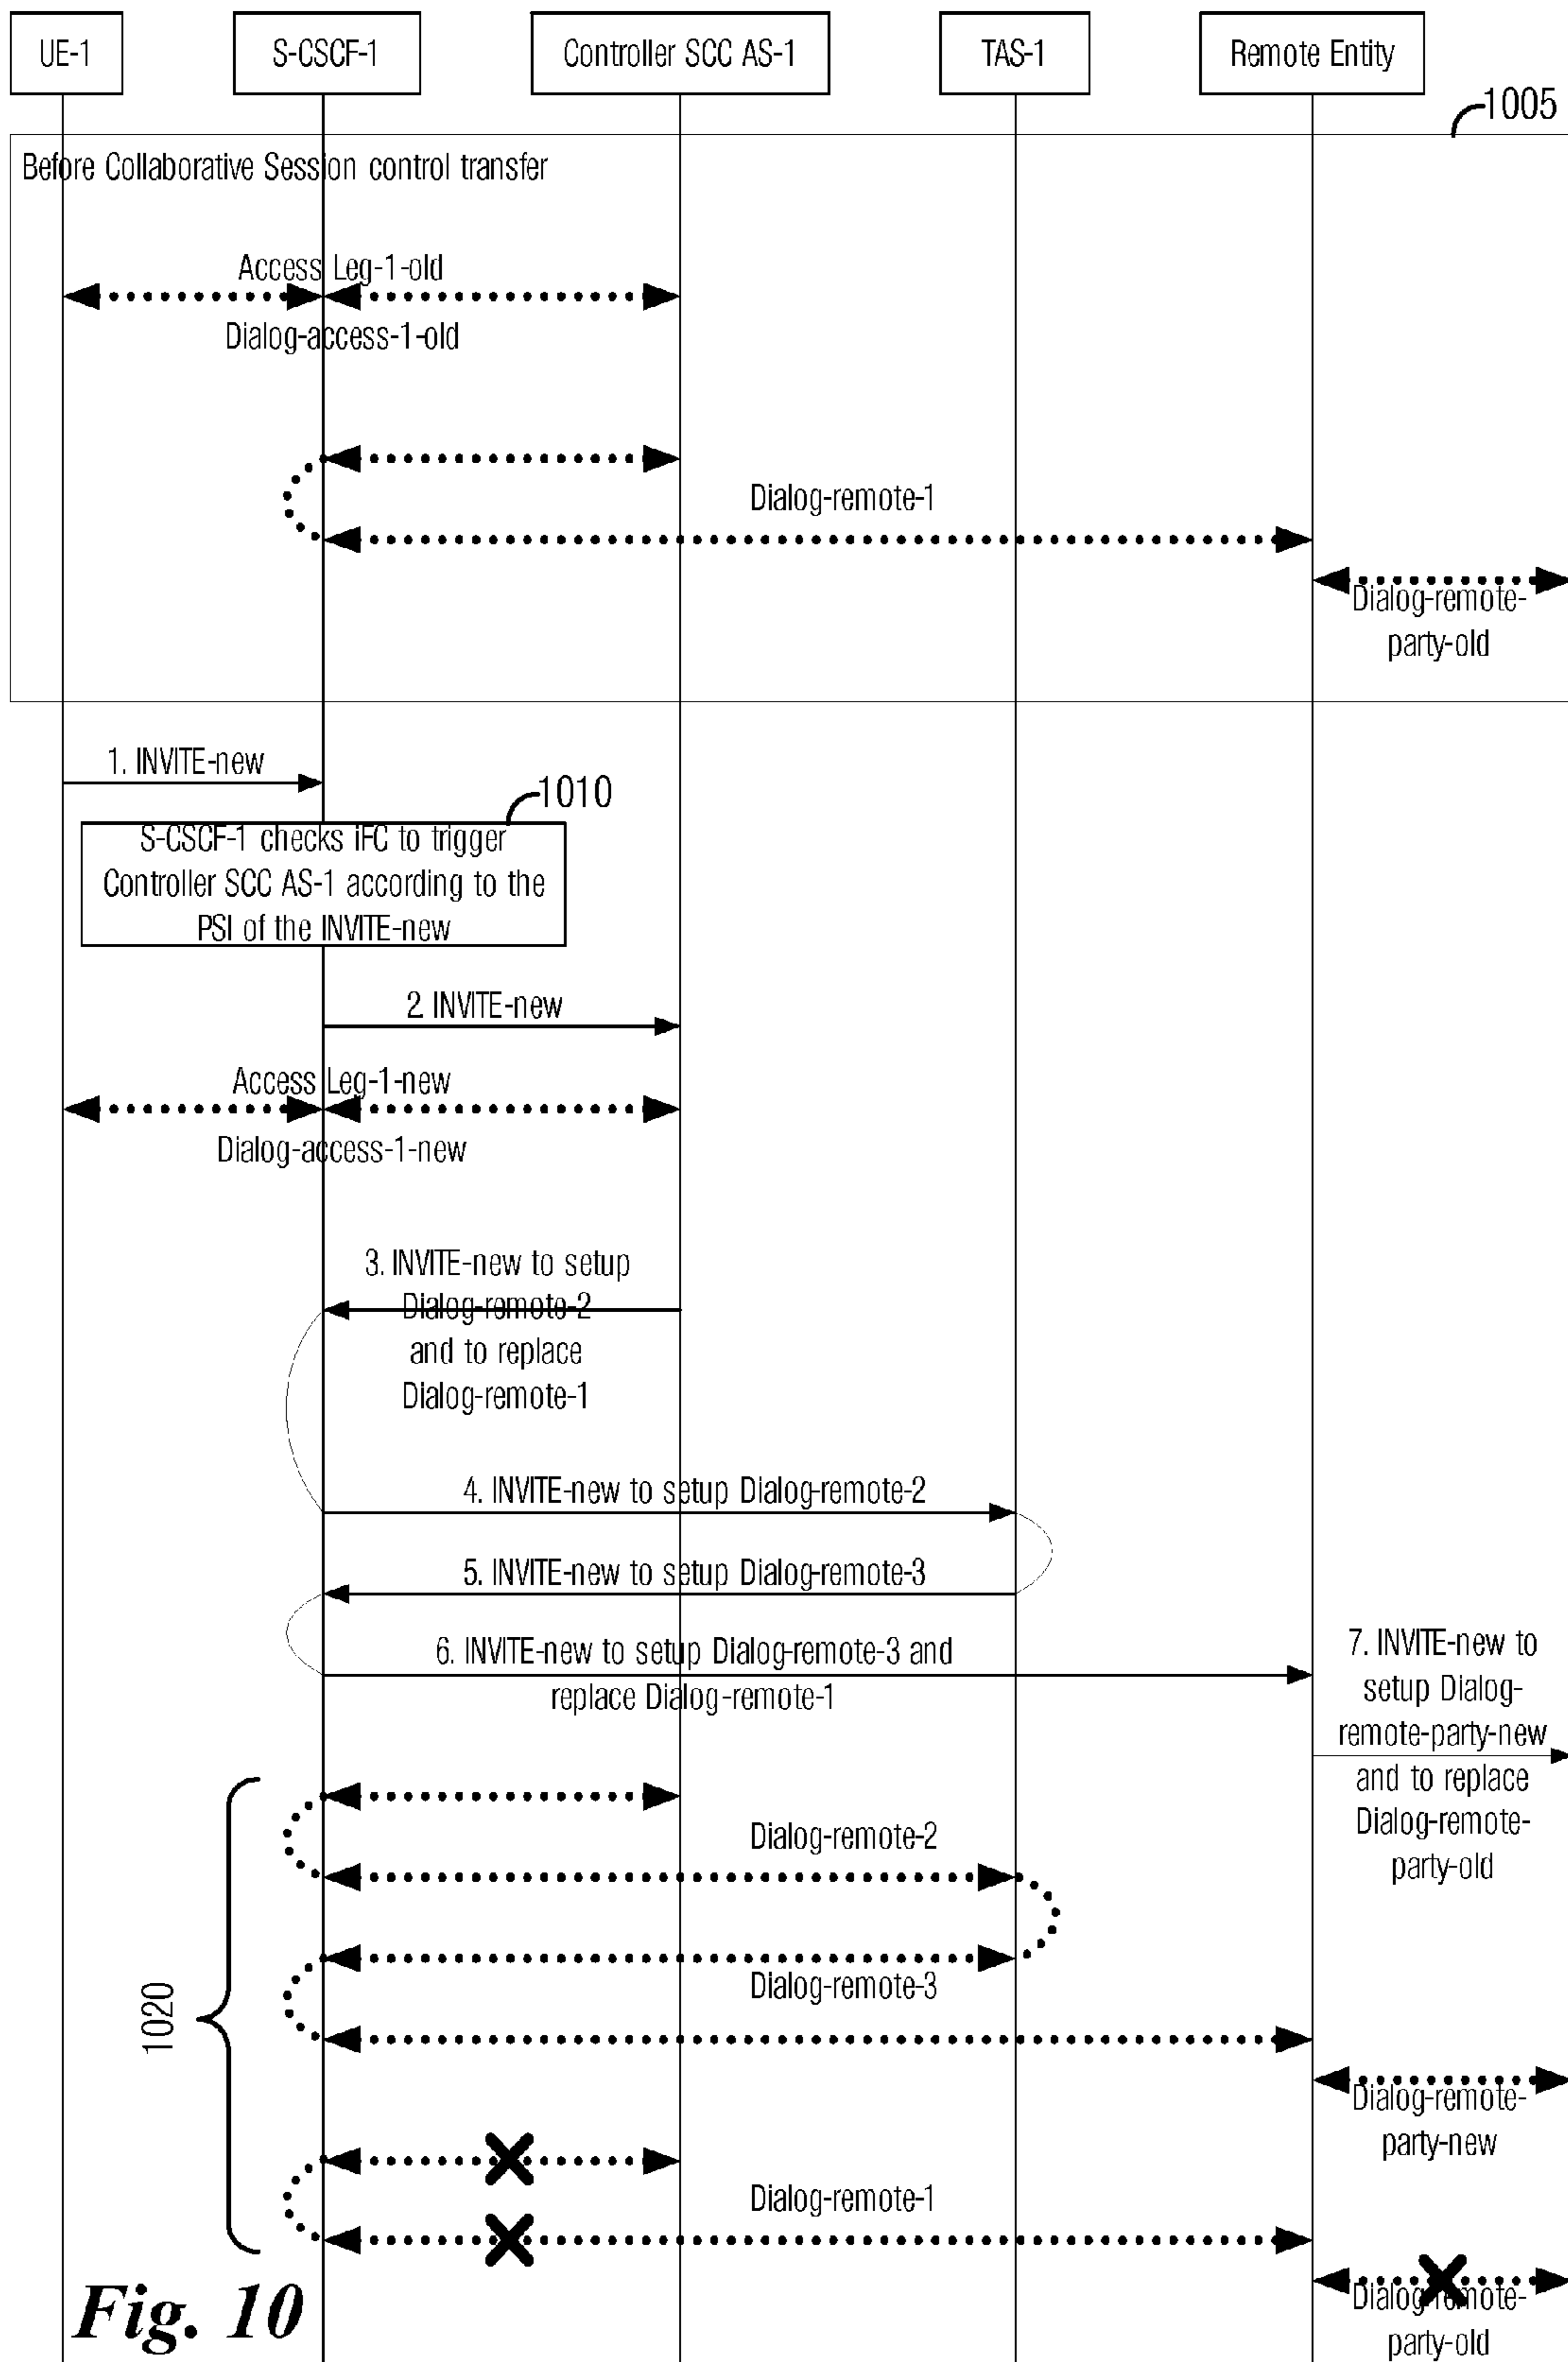 UE-1
S-CSCF-1
Controller SCC AS-1
TAS-1
Remote Entity
1005
Before Collaborative Session control transfer
Access Leg-1-old
Dialog-access-1-old
Dialog-remote-1
Dialog-remote-
party-old
1. INVITE-new
1010
S-CSCF-1 checks iFC to trigger
Controller SCC AS-1 according to the
PSI of the INVITE-new
2. INVITE-new
Access Leg-1-new
Dialog-access-1-new
3. INVITE-new to setup
Dialog-remote-2
and to replace
Dialog-remote-1
4. INVITE-new to setup Dialog-remote-2
5. INVITE-new to setup Dialog-remote-3
6. INVITE-new to setup Dialog-remote-3 and
replace Dialog-remote-1
7. INVITE-new to
setup Dialog-
remote-party-new
and to replace
Dialog-remote-
party-old
Dialog-remote-2
Dialog-remote-3
1020
Dialog-remote-
party-new
Dialog-remote-1
Dialog-remote-
party-old
Fig. 10